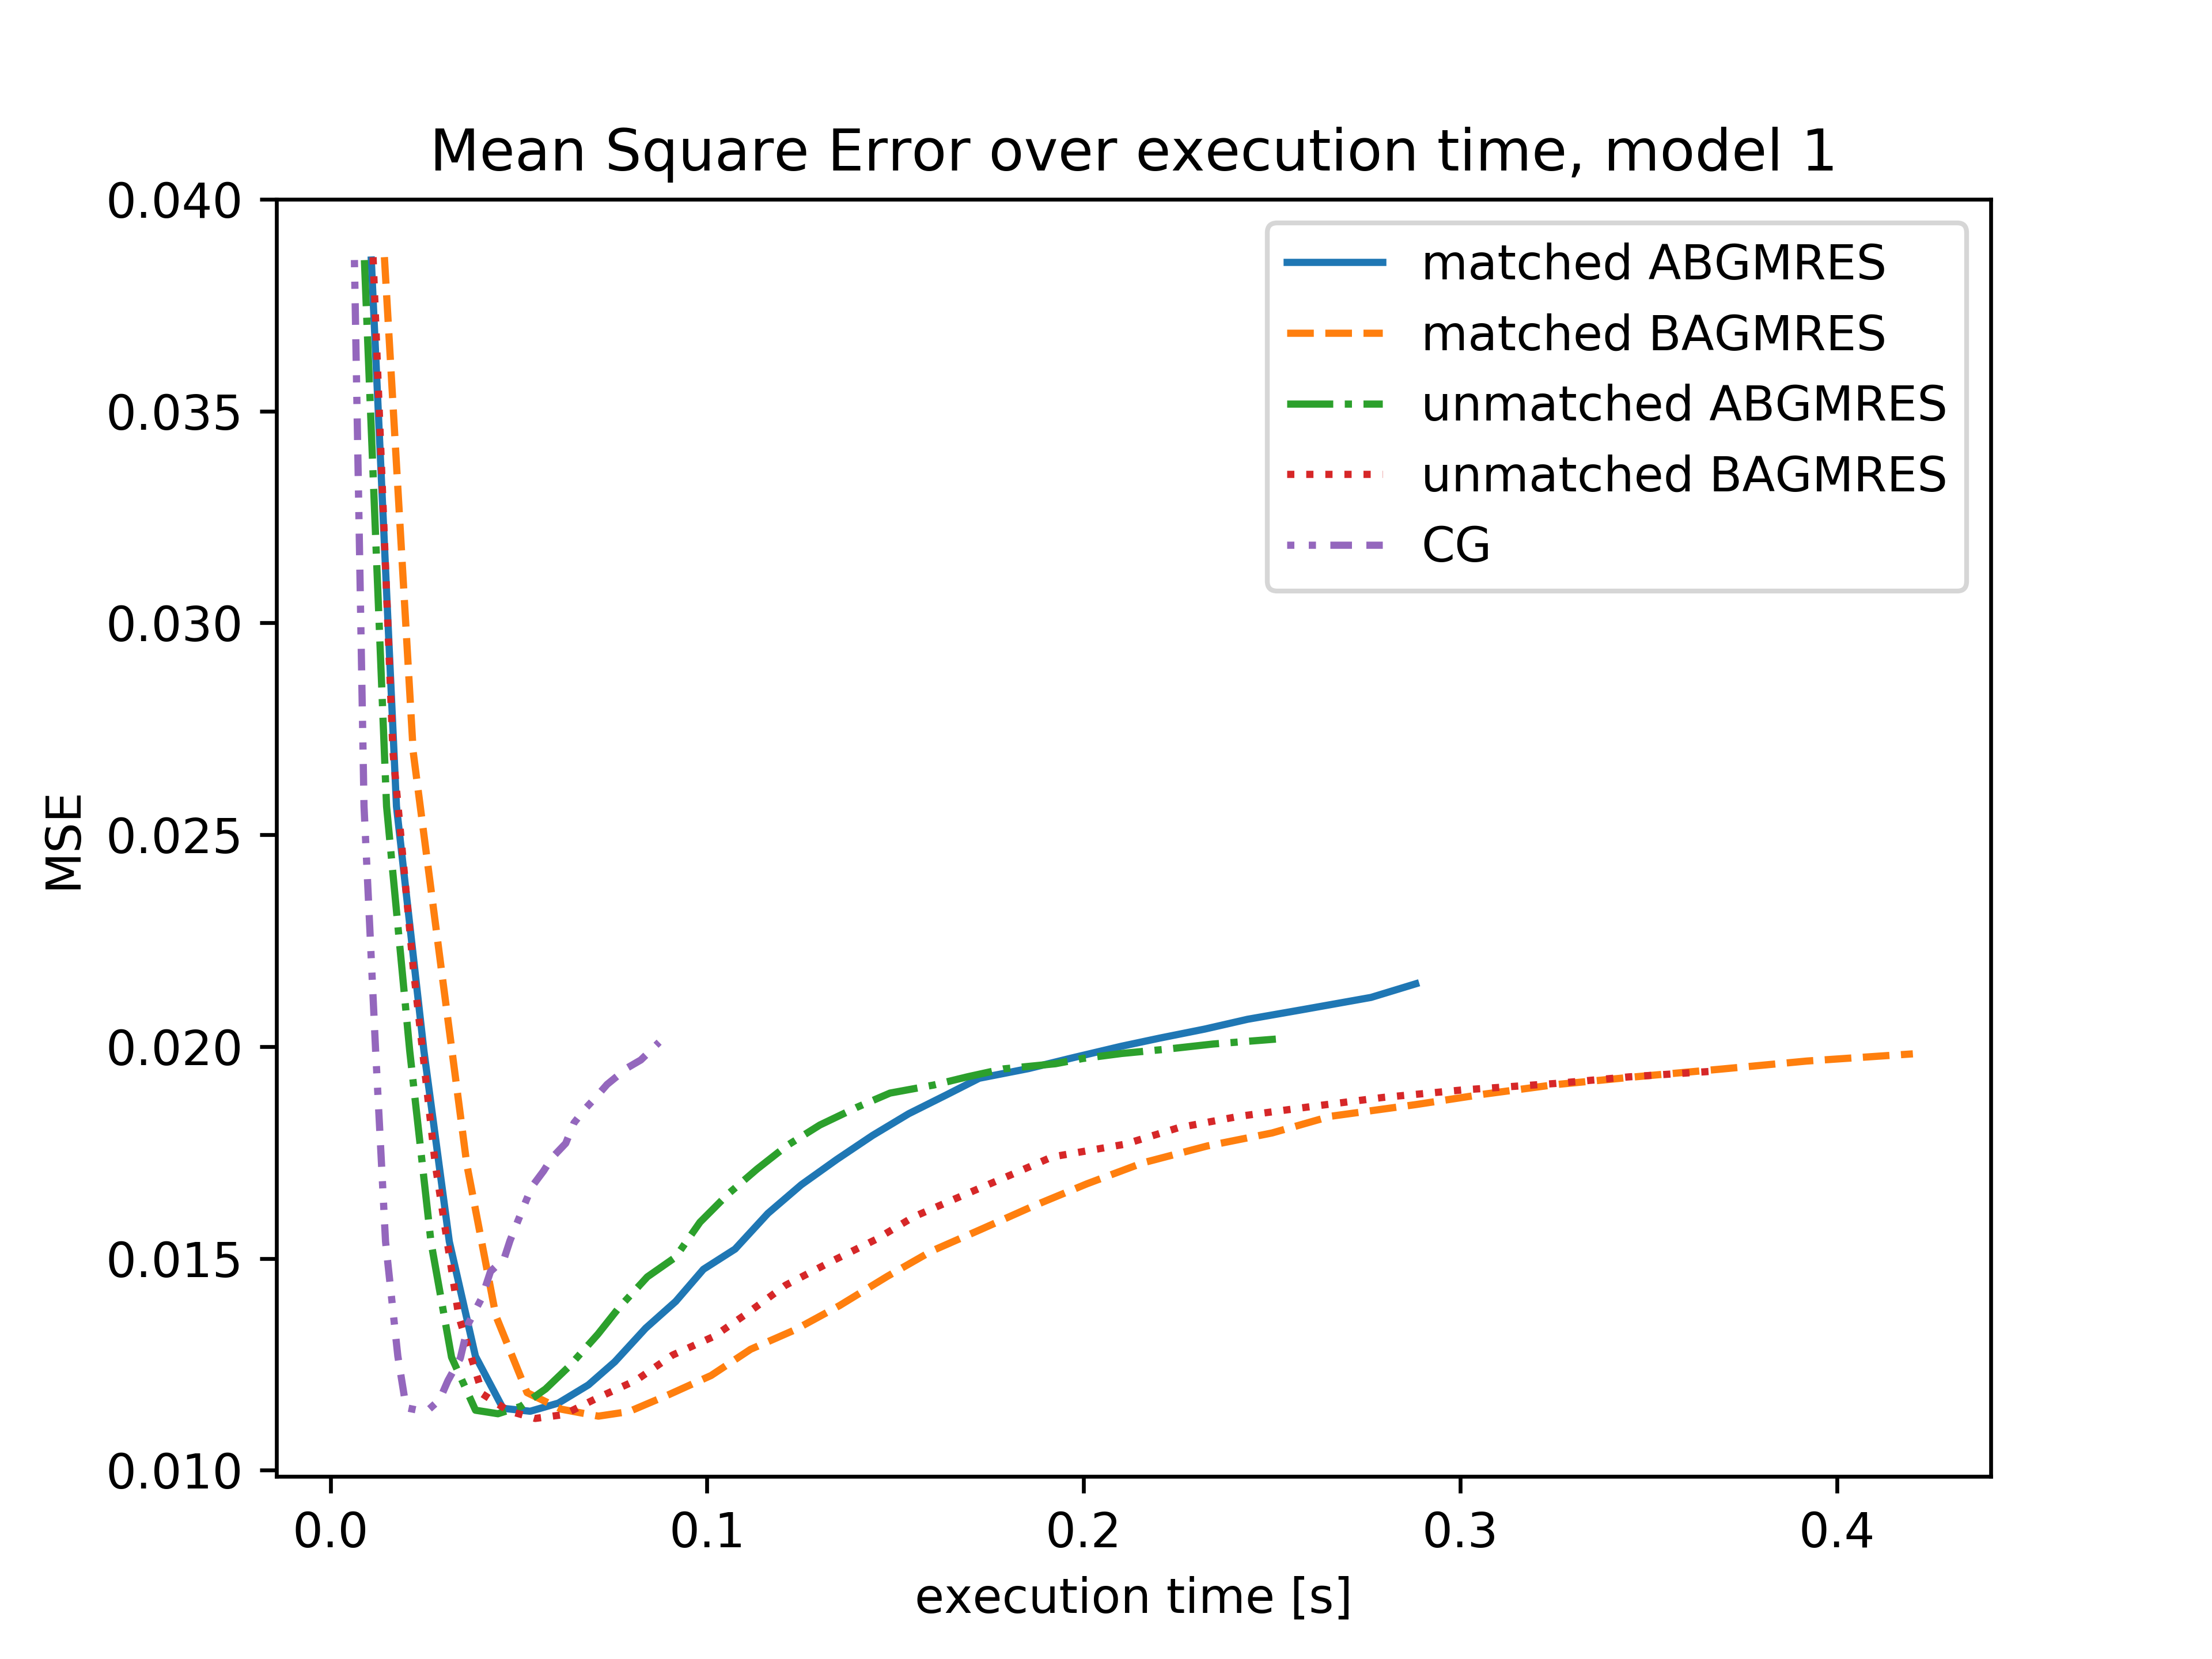 Mean Square Error over execution time, model 1
0.040
0.035
0.030
0.025
0.020
0.015
0.010
MSE
matched ABGMRES
matched BAGMRES
unmatched ABGMRES
unmatched BAGMRES
CG
0.0 0.1 0.2 0.3 0.4
execution time [s]